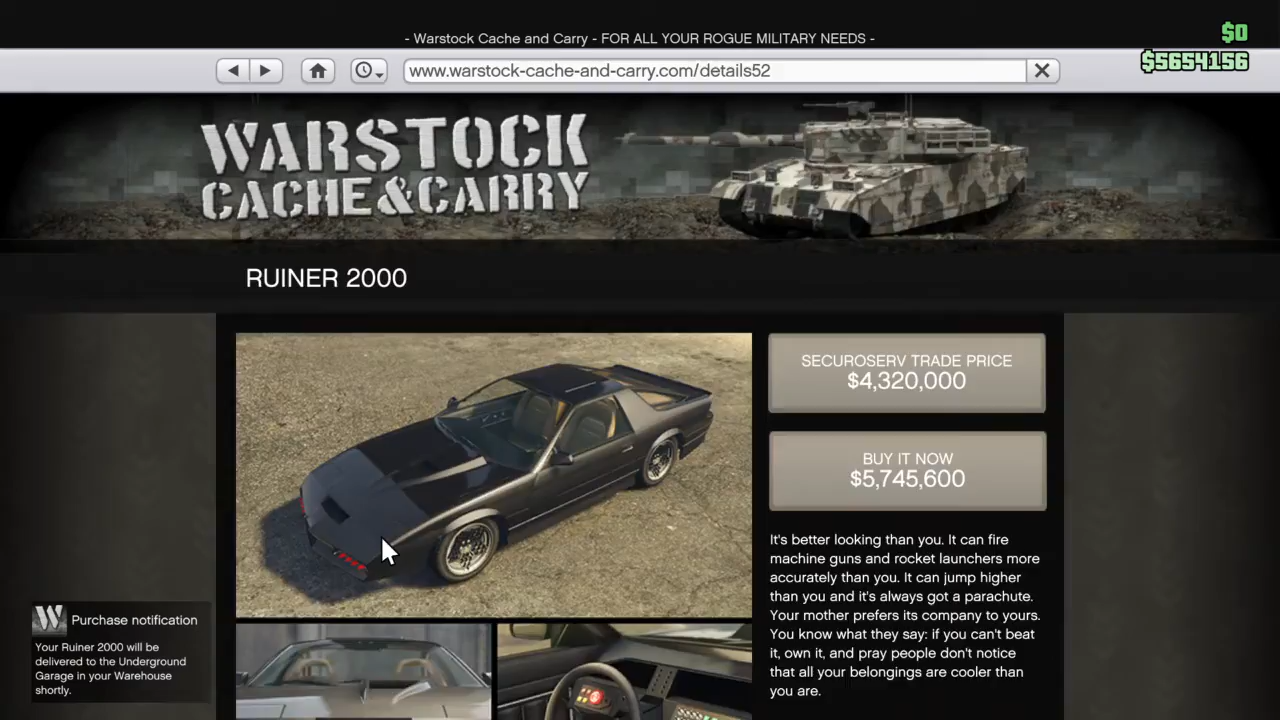 - Warstock Cache and Carry - FOR ALL YOUR ROGUE MILITARY NEEDS -
$0
$5654156
www.warstock-cache-and-carry.com/details52
WARSTOCK
CACHE&CARRY
RUINER 2000
SECUROSERV TRADE PRICE
$4,320,000
BUY IT NOW
$5,745,600
It's better looking than you. It can fire
machine guns and rocket launchers more
accurately than you. It can jump higher
than you and it's always got a parachute.
Your mother prefers its company to yours.
You know what they say: if you can't beat
it, own it, and pray people don't notice
that all your belongings are cooler than
you are.
W Purchase notification
Your Ruiner 2000 will be
delivered to the Underground
Garage in your Warehouse
shortly.